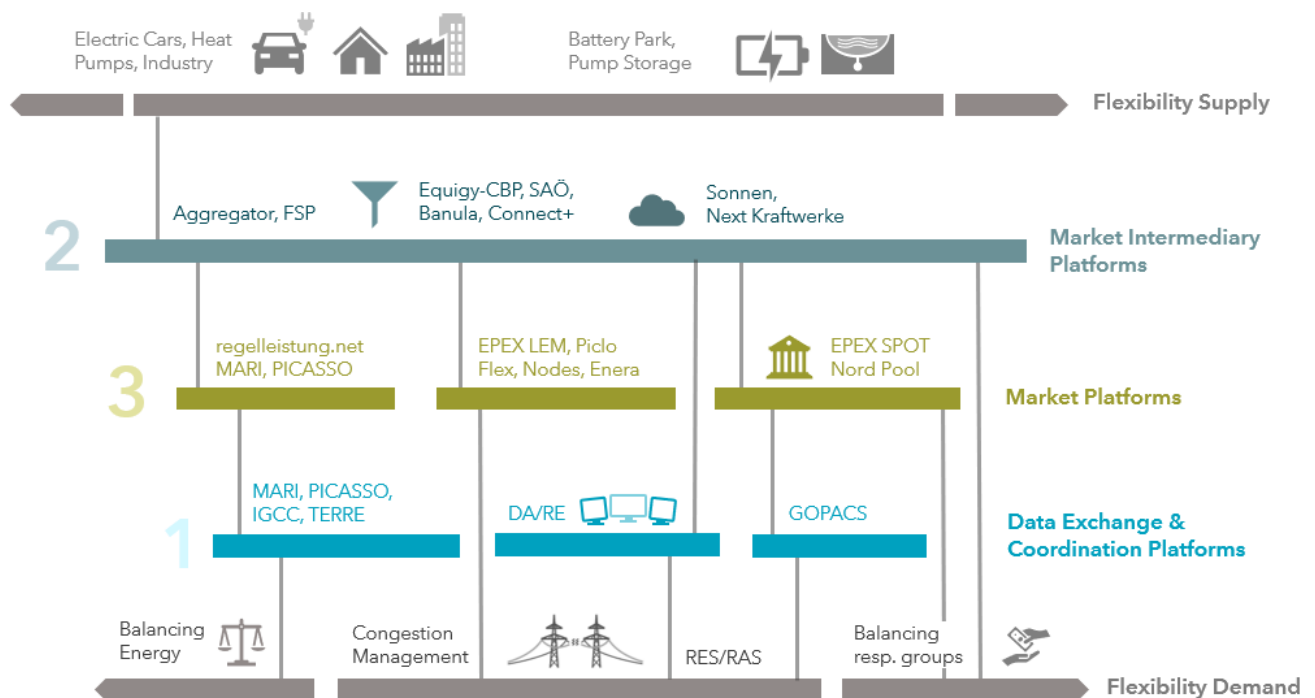 Electric Cars, Heat
Pumps, Industry
Battery Park,
Pump Storage
Flexibility Supply
2
Aggregator, FSP
Equigy-CBP, SAÖ,
Banula, Connect+
Sonnen,
Next Kraftwerke
Market Intermediary
Platforms
3
regelleistung.net
MARI, PICASSO
EPEX LEM, Piclo
Flex, Nodes, Enera
EPEX SPOT
Nord Pool
Market Platforms
1
MARI, PICASSO,
IGCC, TERRE
DA/RE
GOPACS
Data Exchange &
Coordination Platforms
Balancing
Energy
Congestion
Management
RES/RAS
Balancing
resp. groups
Flexibility Demand